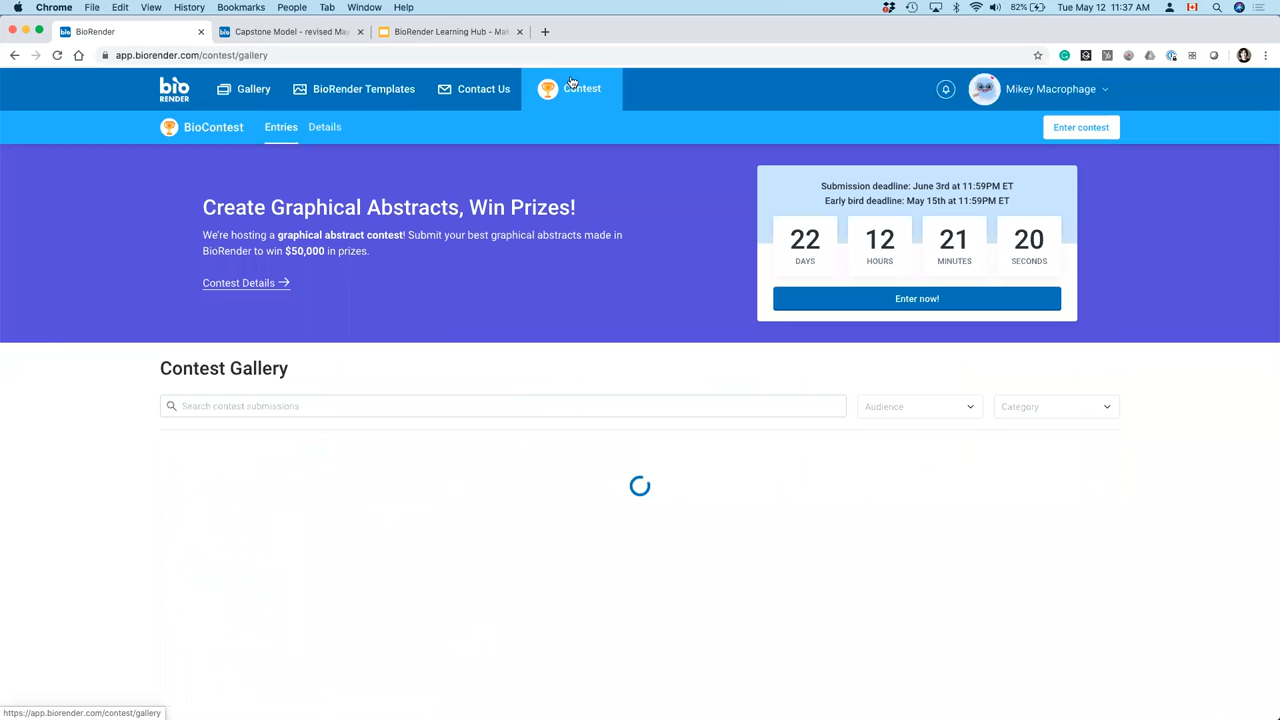 Chrome File Edit View History Bookmarks People Tab Window Help 82% Tue May 12 11:37 AM
bio BioRender bio Capstone Model - revised May BioRender Learning Hub - Ma
app.biorender.com/contest/gallery
bio RENDER Gallery BioRender Templates Contact Us Contest Mikey Macrophage
BioContest Entries Details Enter contest
Create Graphical Abstracts, Win Prizes!
We're hosting a graphical abstract contest! Submit your best graphical abstracts made in
BioRender to win $50,000 in prizes.
Contest Details →
Submission deadline: June 3rd at 11:59PM ET
Early bird deadline: May 15th at 11:59PM ET
22 12 21 20
DAYS HOURS MINUTES SECONDS
Enter now!
Contest Gallery
Search contest submissions Audience Category
https://app.biorender.com/contest/gallery